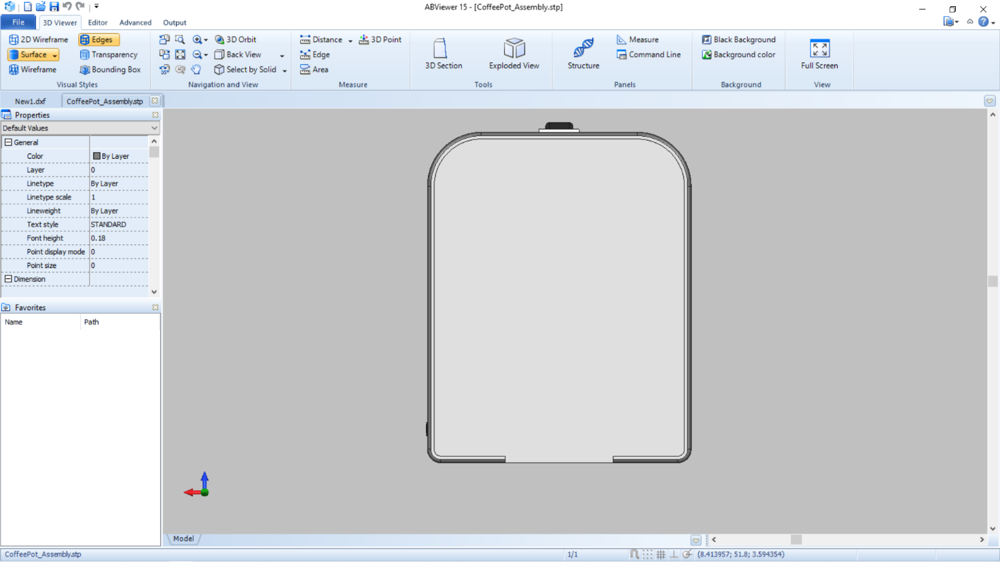 ABViewer 15 - [CoffeePot_Assembly.stp]
File 3D Viewer Editor Advanced Output
2D Wireframe Edges 3D Orbit Distance 3D Point Measure Black Background
Surface Transparency Back View Edge Command Line Background color
Wireframe Bounding Box Select by Solid Area 3D Section Exploded View Structure Full Screen
Visual Styles Navigation and View Measure Tools Panels Background View
New1.dxf CoffeePot_Assembly.stp
Properties
Default Values
General
Color By Layer
Layer 0
Linetype By Layer
Linetype scale 1
Lineweight By Layer
Text style STANDARD
Font height 0.18
Point display mode 0
Point size 0
Dimension
Favorites
Name Path
Model
CoffeePot_Assembly.stp 1/1 (8.413957; 51.8; 3.594354)